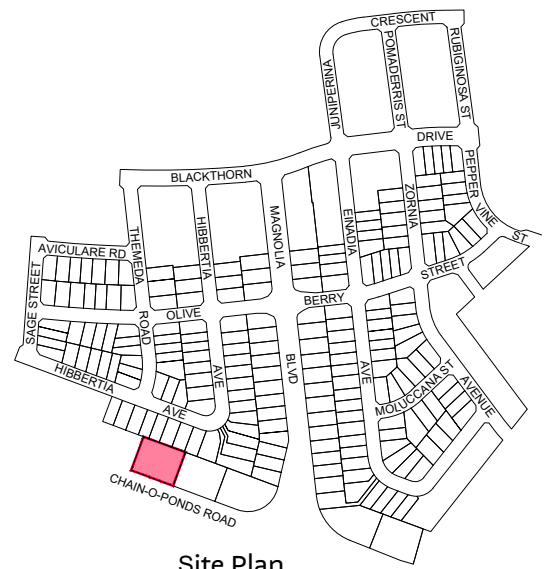 CRESCENT
JUNIPERINA
POMADERRIS ST
RUBIGINOSA ST
DRIVE
BLACKTHORN
PEPPER VINE ST
THEMEDA ROAD
HIBBERTIA AVE
MAGNOLIA BLVD
EINADIA AVE
ZORNIA
AVICULARE RD
SAGE STREET
OLIVE BERRY STREET
HIBBERTIA AVE
MOLUCCANA ST
AVENUE
CHAIN-O-PONDS ROAD
Site Plan